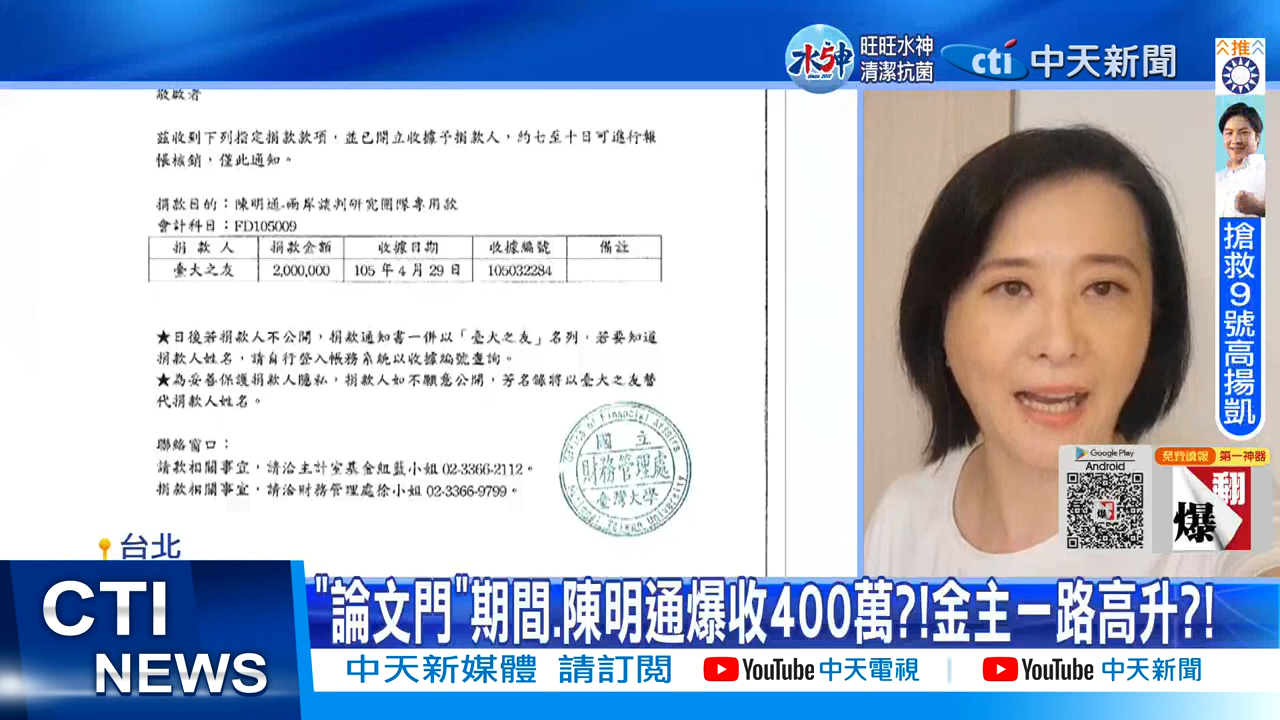 水神
since 2013
旺旺水神
清潔抗菌
cti 中天新聞
推
搶救9號高揚凱
敬啟者
茲收到下列指定捐款款項，並已開立收據予捐款人，約七至十日可進行報
帳核銷，僅此通知。
捐款目的：陳明通-兩岸談判研究團隊專用款
會計科目：FD105009
捐 款 人 捐款金額 收據日期 收據編號 備註
臺大之友 2,000,000 105 年 4 月 29 日 105032284
★日後若捐款人不公開，捐款通知書一併以「臺大之友」名列，若要知道
捐款人姓名，請自行登入帳務系統以收據編號查詢。
★為妥善保護捐款人隱私，捐款人如不願意公開，芳名錄將以臺大之友替
代捐款人姓名。
聯絡窗口：
請款相關事宜，請洽主計室基金組藍小姐 02-3366-2112。
捐款相關事宜，請洽財務管理處徐小姐 02-3366-9799。
Office of Financial Affairs
國立
財務管理處
臺灣大學
National Taiwan University
Google Play
Android
免費讀報 第一神器
翻爆
台北
CTI
NEWS
"論文門"期間.陳明通爆收400萬?!金主一路高升?!
中天新媒體 請訂閱 YouTube 中天電視 YouTube 中天新聞